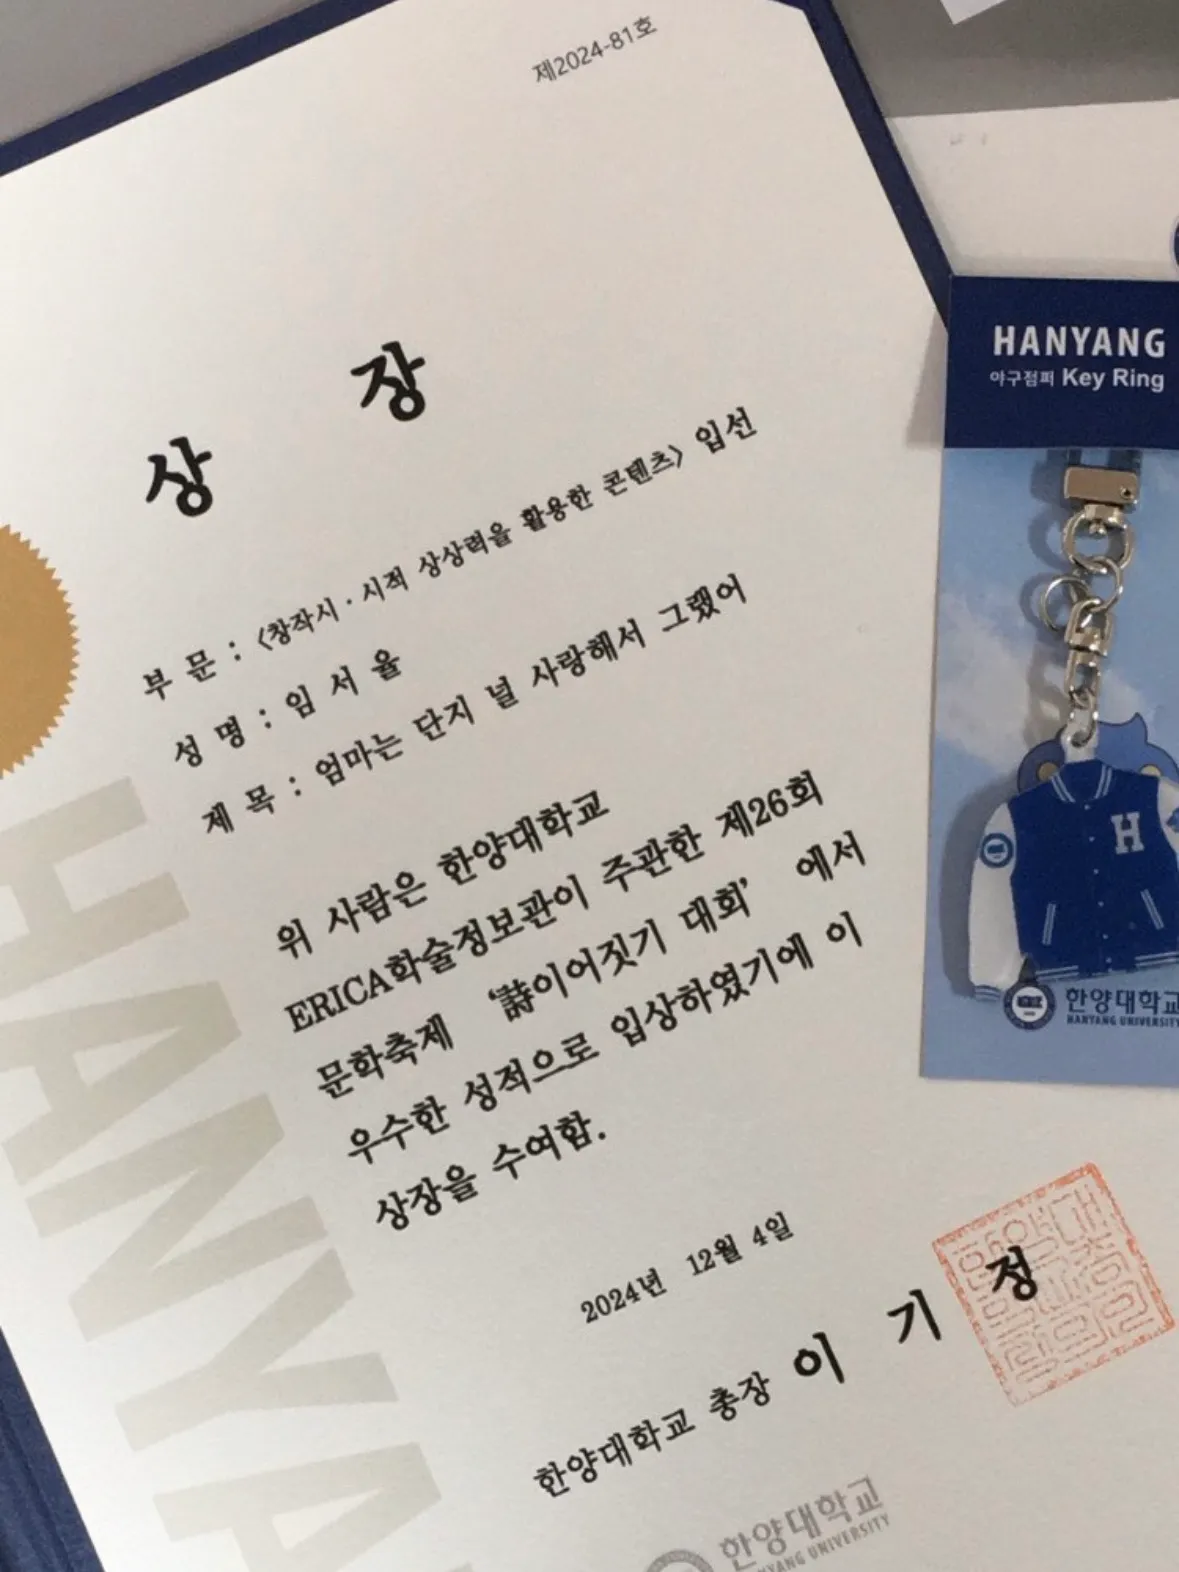 제2024-81호
상 장
부 문 : <창작시·시적 상상력을 활용한 콘텐츠> 입선
성 명 : 임 서 율
제 목 : 엄마는 단지 널 사랑해서 그랬어
위 사람은 한양대학교
ERICA학술정보관이 주관한 제26회
문학축제 '詩이어짓기 대회' 에서
우수한 성적으로 입상하였기에 이
상장을 수여함.
2024년 12월 4일
한양대학교 총장 이 기 정
한양대학교
HANYANG UNIVERSITY
HANYA
HANYANG
야구점퍼 Key Ring
H
한양대학교
HANYANG UNIVERSITY